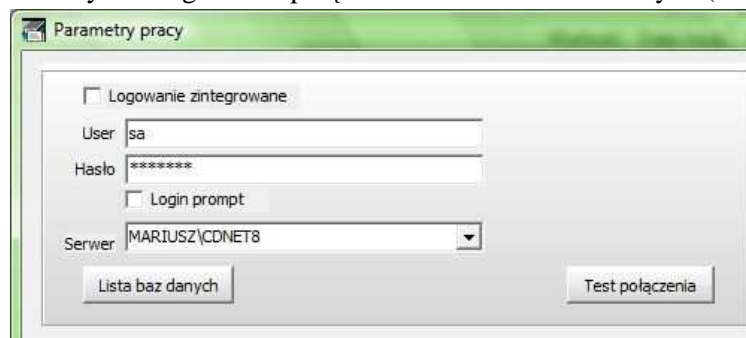 Parametry pracy
Logowanie zintegrowane
User sa
Hasło *******
Login prompt
Serwer MARIUSZ\CDNET8
Lista baz danych Test połączenia